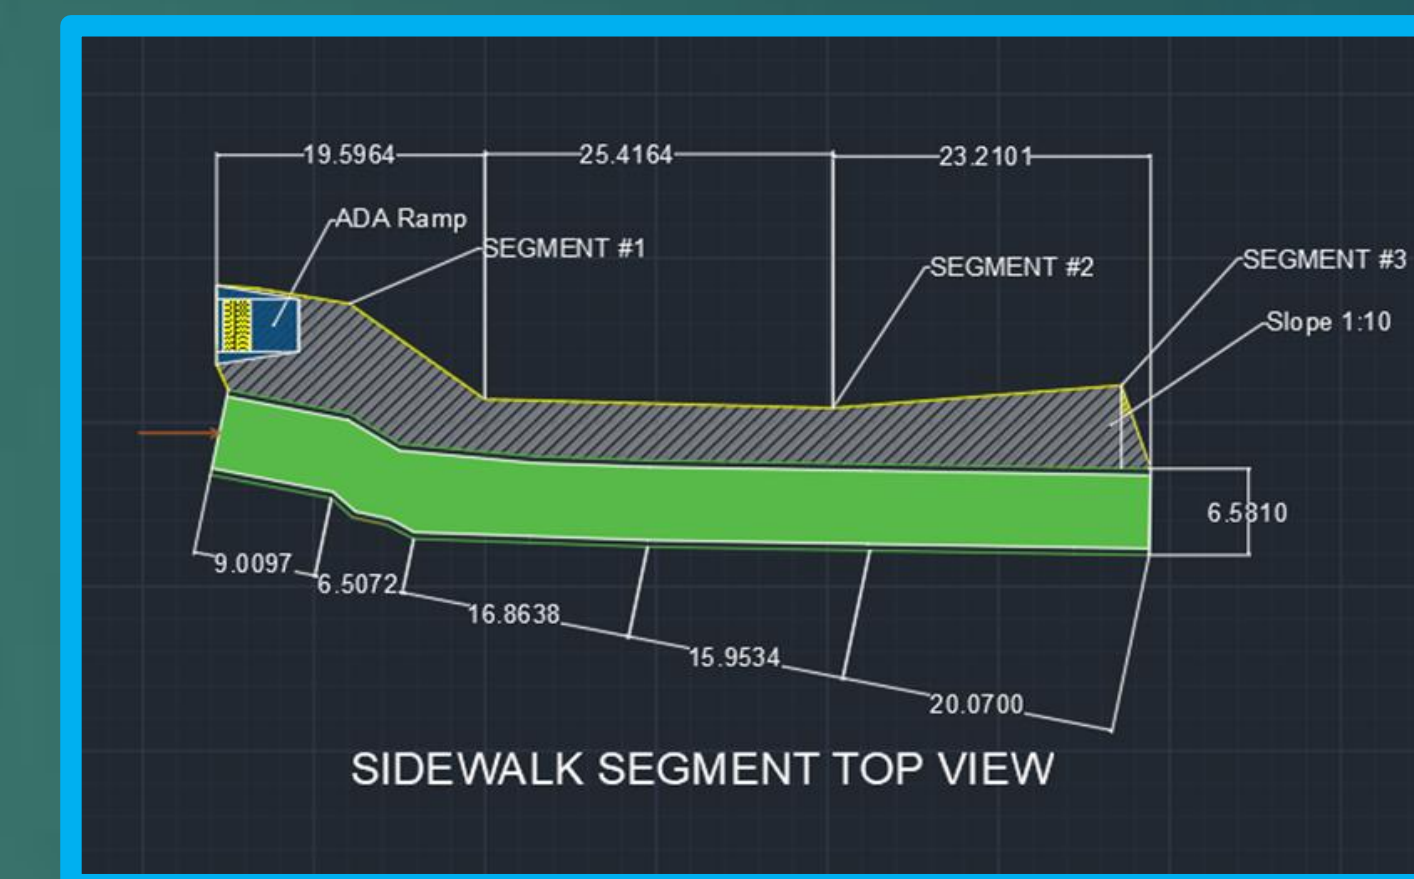 19.5964
25.4164
23.2101
ADA Ramp
SEGMENT #1
SEGMENT #2
SEGMENT #3
Slope 1:10
6.5810
9.0097
6.5072
16.8638
15.9534
20.0700
SIDEWALK SEGMENT TOP VIEW